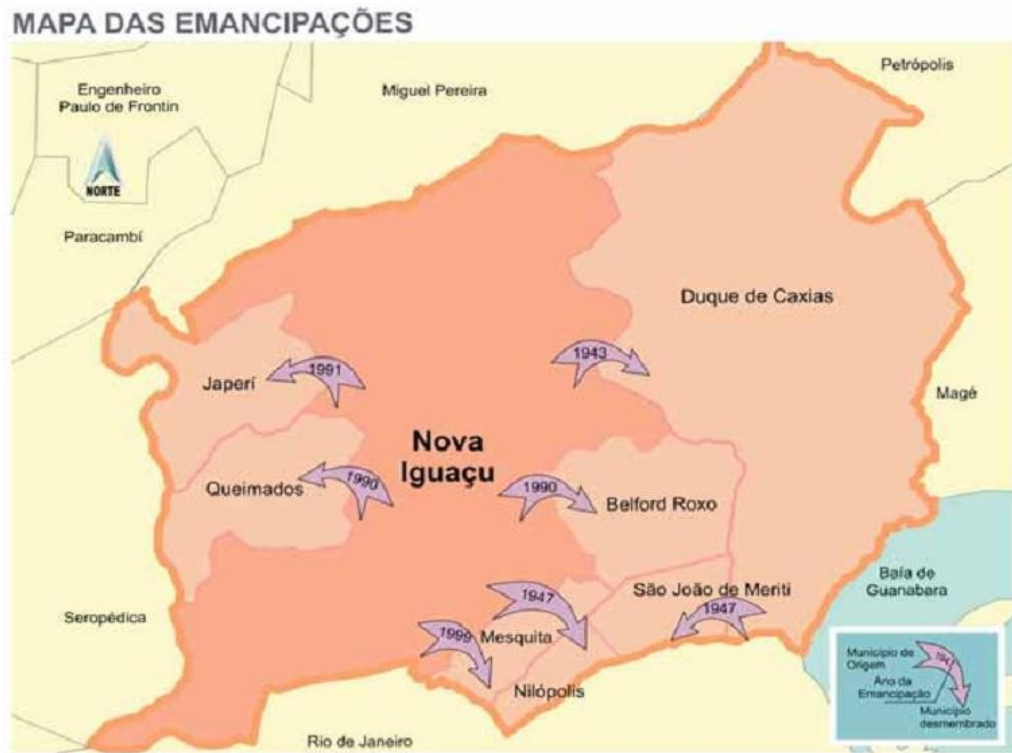 MAPA DAS EMANCIPAÇÕES
Engenheiro
Paulo de Frontin
Miguel Pereira
Petrópolis
NORTE
Paracambí
Duque de Caxias
1943
1991
Japerí
Magé
Nova
Iguaçu
Queimados
1990
1990
Belford Roxo
Baía de
Guanabara
São João de Meriti
1947
1947
Seropédica
Mesquita
1999
Nilópolis
Rio de Janeiro
Município de
Origem
Ano da
Emancipação
Município
desmembrado